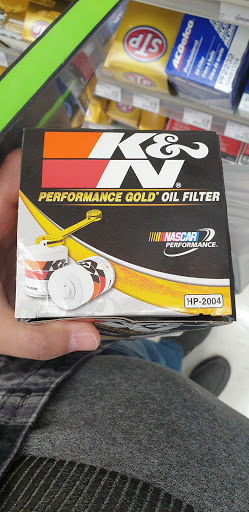 STP
ACDelco
K&N®
PERFORMANCE GOLD® OIL FILTER
NASCAR
PERFORMANCE.
K&N
HP-2004